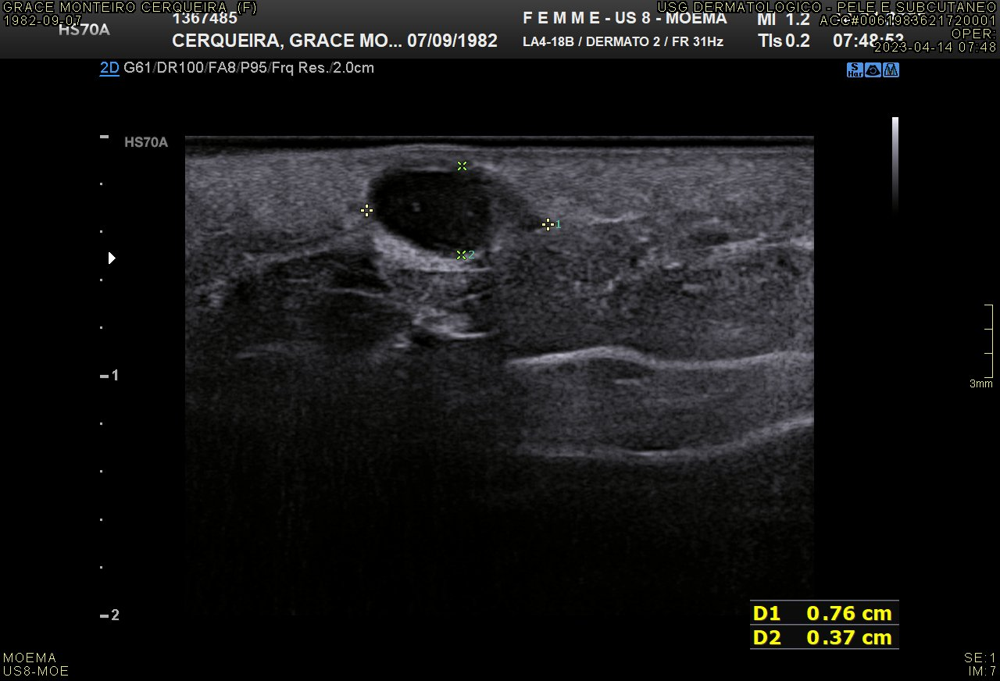 GRACE MONTEIRO CERQUEIRA (F)
1982-09-07
HS70A
1367485
CERQUEIRA, GRACE MO... 07/09/1982
F E M M E - US 8 - MOEMA
LA4-18B / DERMATO 2 / FR 31Hz
MI 1.2
TIs 0.2
07:48:52
USG DERMATOLOGICO - PELE E SUBCUTANEO
ACC#0061983621720001
OPER:
2023-04-14 07:48
2D G61/DR100/FA8/P95/Frq Res./2.0cm
S
Har
HS70A
1
2
1
2
3mm
D1 0.76 cm
D2 0.37 cm
MOEMA
US8-MOE
SE:1
IM:7